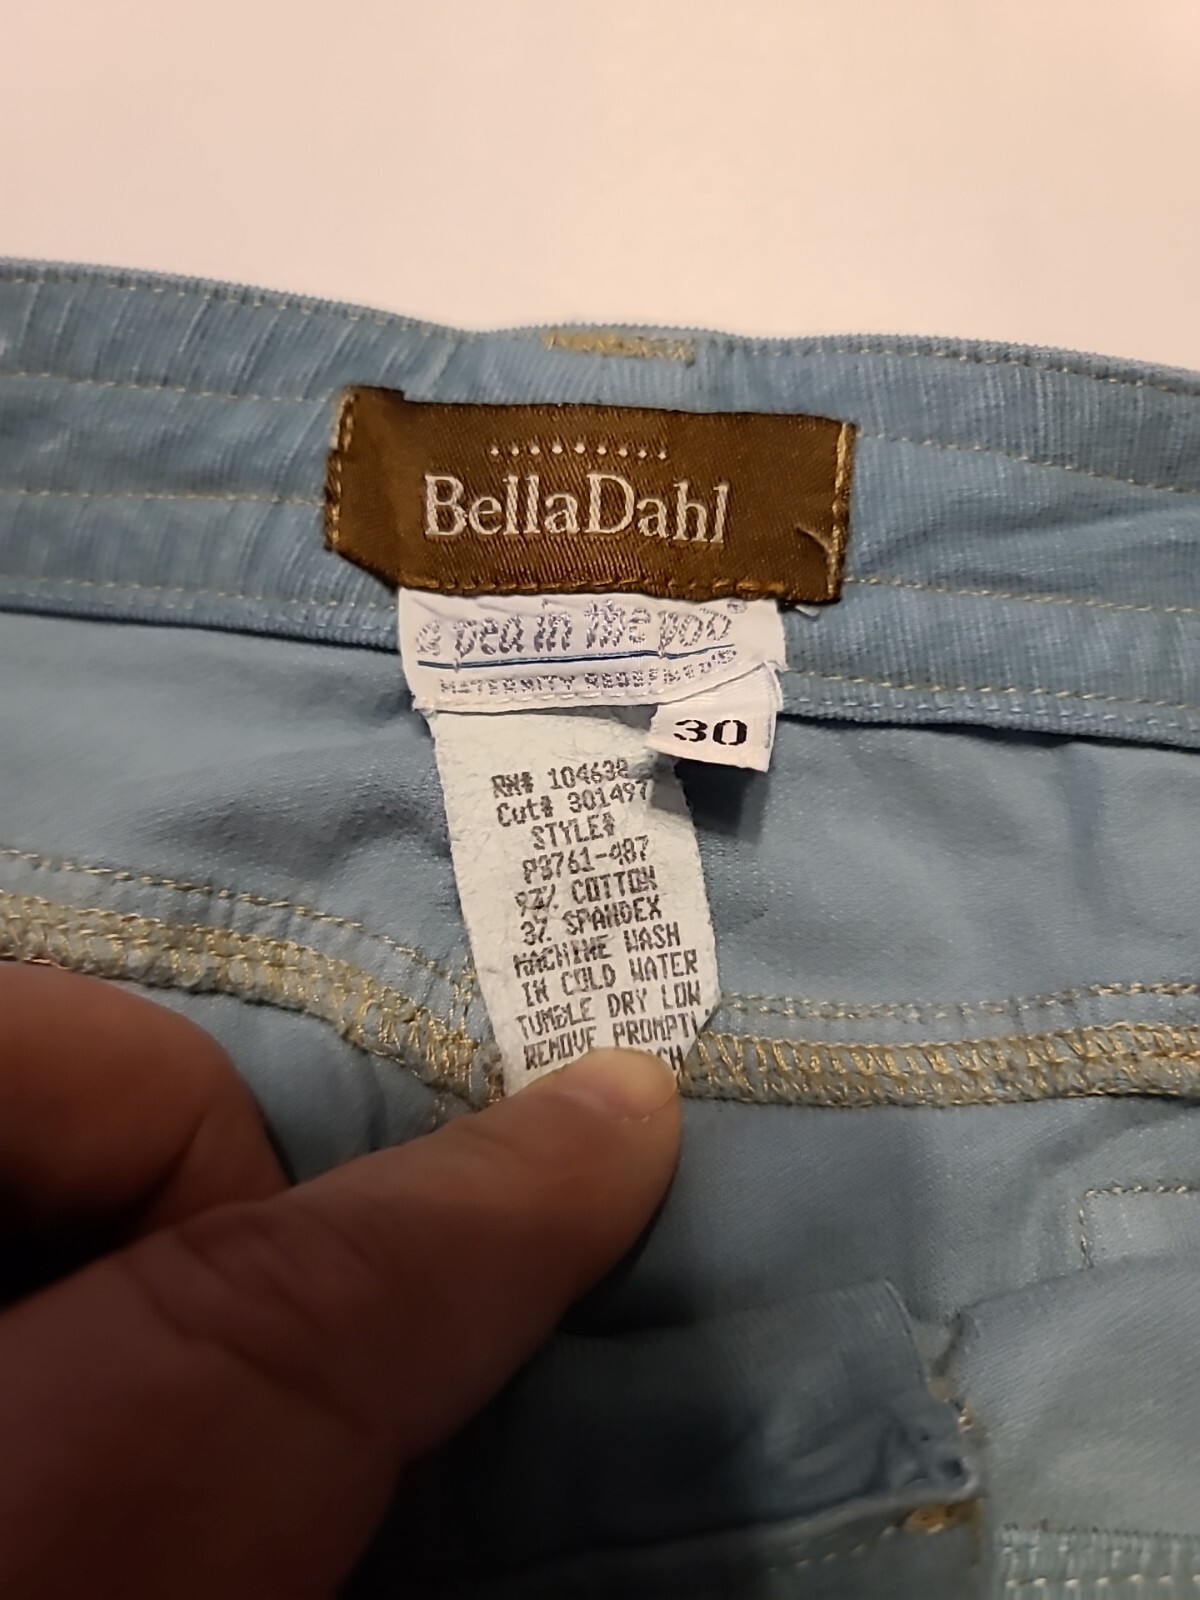 BellaDahl
a pea in the pod®
MATERNITY REDEFINED®
30
RN# 104638
Cut# 301497
STYLE#
P3761-487
97% COTTON
3% SPANDEX
MACHINE WASH
IN COLD WATER
TUMBLE DRY LOW
REMOVE PROMPTL